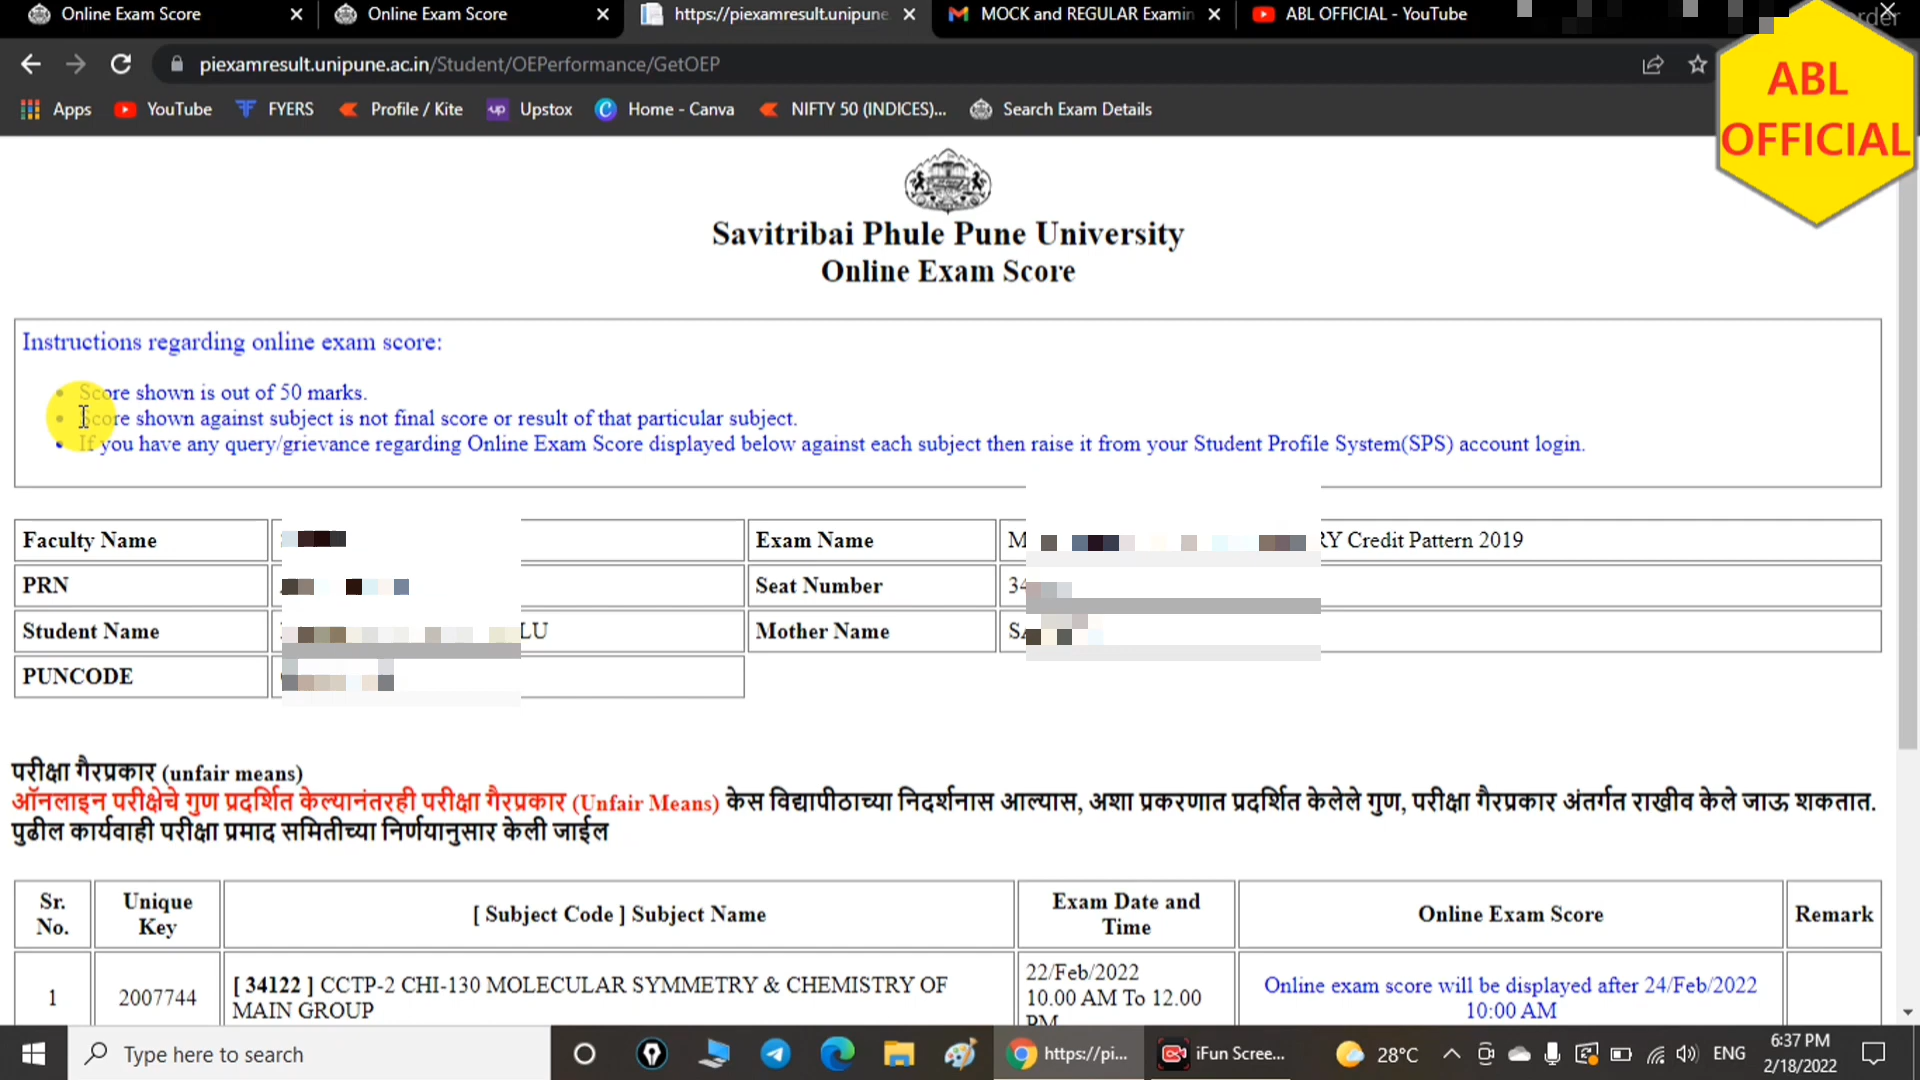 Online Exam Score
Online Exam Score
https://piexamresult.unipune
MOCK and REGULAR Examin
ABL OFFICIAL - YouTube
piexamresult.unipune.ac.in/Student/OEPerformance/GetOEP
Apps
YouTube
FYERS
Profile / Kite
up Upstox
Home - Canva
NIFTY 50 (INDICES)...
Search Exam Details
ABL
OFFICIAL
Savitribai Phule Pune University
Online Exam Score
Instructions regarding online exam score:
Score shown is out of 50 marks.
Score shown against subject is not final score or result of that particular subject.
If you have any query/grievance regarding Online Exam Score displayed below against each subject then raise it from your Student Profile System(SPS) account login.
Faculty Name
Exam Name
RY Credit Pattern 2019
PRN
Seat Number
34
Student Name
LU
Mother Name
PUNCODE
परीक्षा गैरप्रकार (unfair means)
ऑनलाइन परीक्षेचे गुण प्रदर्शित केल्यानंतरही परीक्षा गैरप्रकार (Unfair Means) केस विद्यापीठाच्या निदर्शनास आल्यास, अशा प्रकरणात प्रदर्शित केलेले गुण, परीक्षा गैरप्रकार अंतर्गत राखीव केले जाऊ शकतात.
पुढील कार्यवाही परीक्षा प्रमाद समितीच्या निर्णयानुसार केली जाईल
Sr. No.
Unique Key
[ Subject Code ] Subject Name
Exam Date and Time
Online Exam Score
Remark
1
2007744
[ 34122 ] CCTP-2 CHI-130 MOLECULAR SYMMETRY & CHEMISTRY OF
MAIN GROUP
22/Feb/2022
10.00 AM To 12.00
PM
Online exam score will be displayed after 24/Feb/2022
10:00 AM
Type here to search
https://pi...
iFun Scree...
28°C
ENG
6:37 PM
2/18/2022